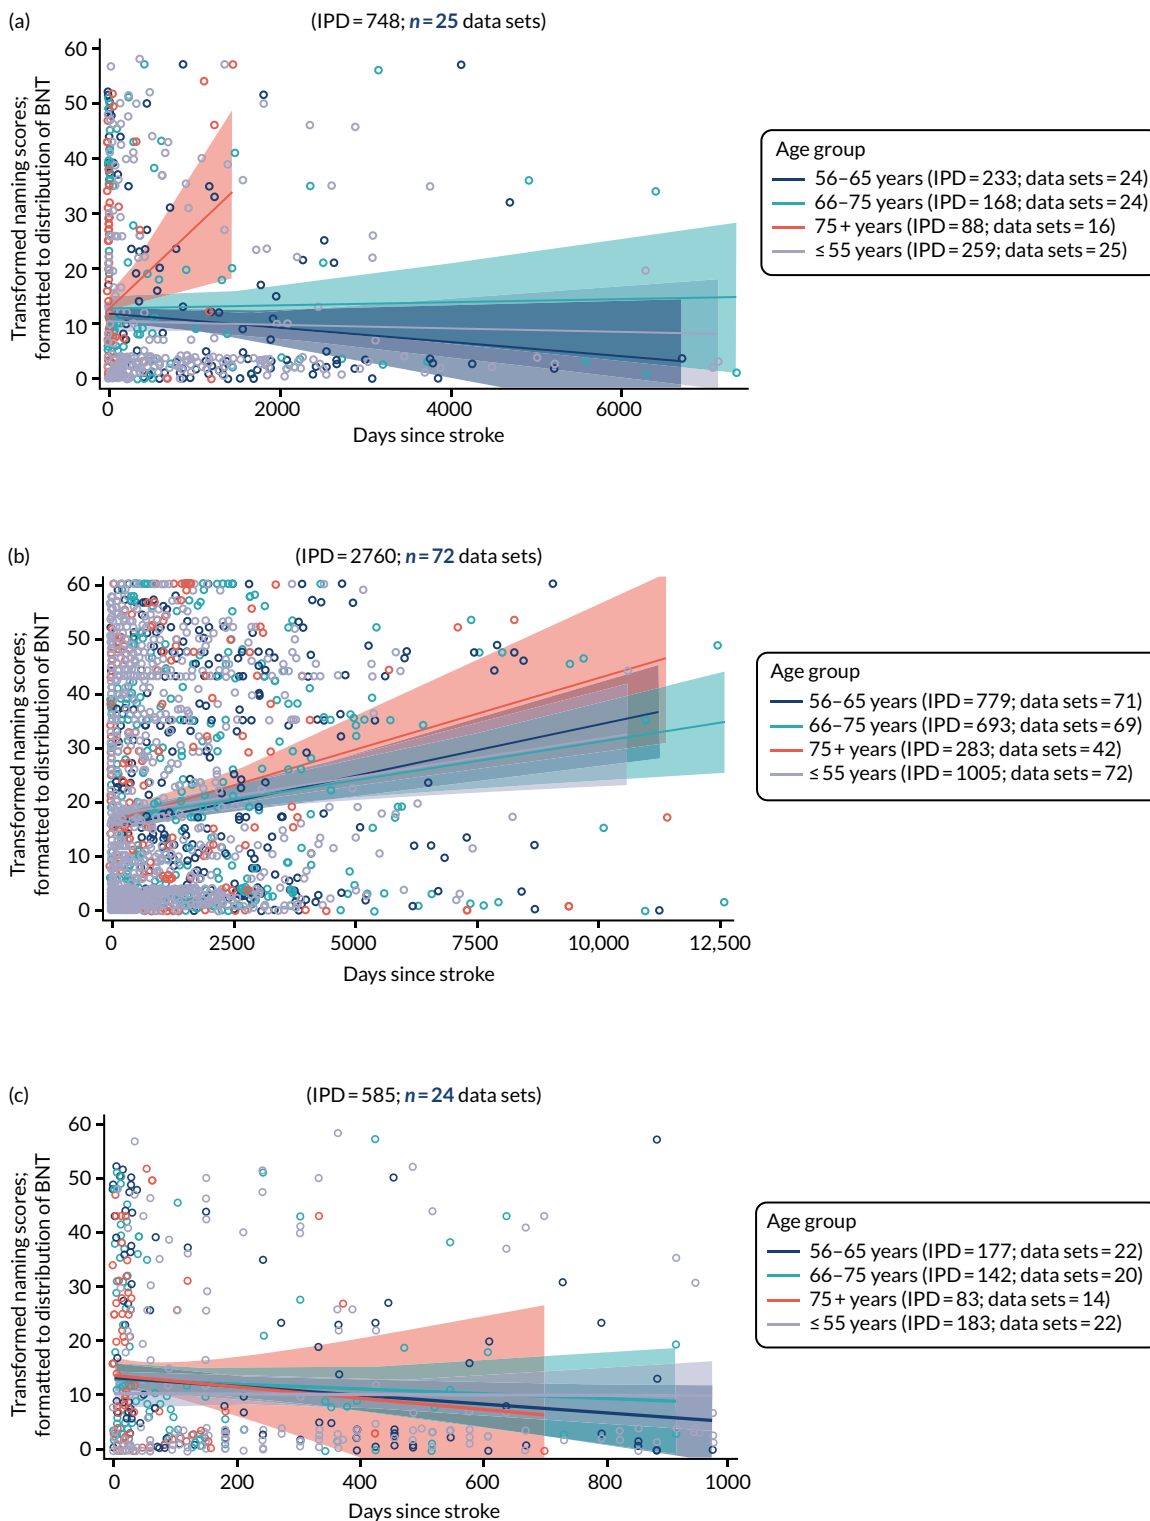 (a)
(IPD = 748; n = 25 data sets)
Transformed naming scores;
formatted to distribution of BNT
60
50
40
30
20
10
0
0
2000
4000
6000
Days since stroke
Age group
56–65 years (IPD = 233; data sets = 24)
66–75 years (IPD = 168; data sets = 24)
75 + years (IPD = 88; data sets = 16)
≤ 55 years (IPD = 259; data sets = 25)
(b)
(IPD = 2760; n = 72 data sets)
Transformed naming scores;
formatted to distribution of BNT
60
50
40
30
20
10
0
0
2500
5000
7500
10,000
12,500
Days since stroke
Age group
56–65 years (IPD = 779; data sets = 71)
66–75 years (IPD = 693; data sets = 69)
75 + years (IPD = 283; data sets = 42)
≤ 55 years (IPD = 1005; data sets = 72)
(c)
(IPD = 585; n = 24 data sets)
Transformed naming scores;
formatted to distribution of BNT
60
50
40
30
20
10
0
0
200
400
600
800
1000
Days since stroke
Age group
56–65 years (IPD = 177; data sets = 22)
66–75 years (IPD = 142; data sets = 20)
75 + years (IPD = 83; data sets = 14)
≤ 55 years (IPD = 183; data sets = 22)